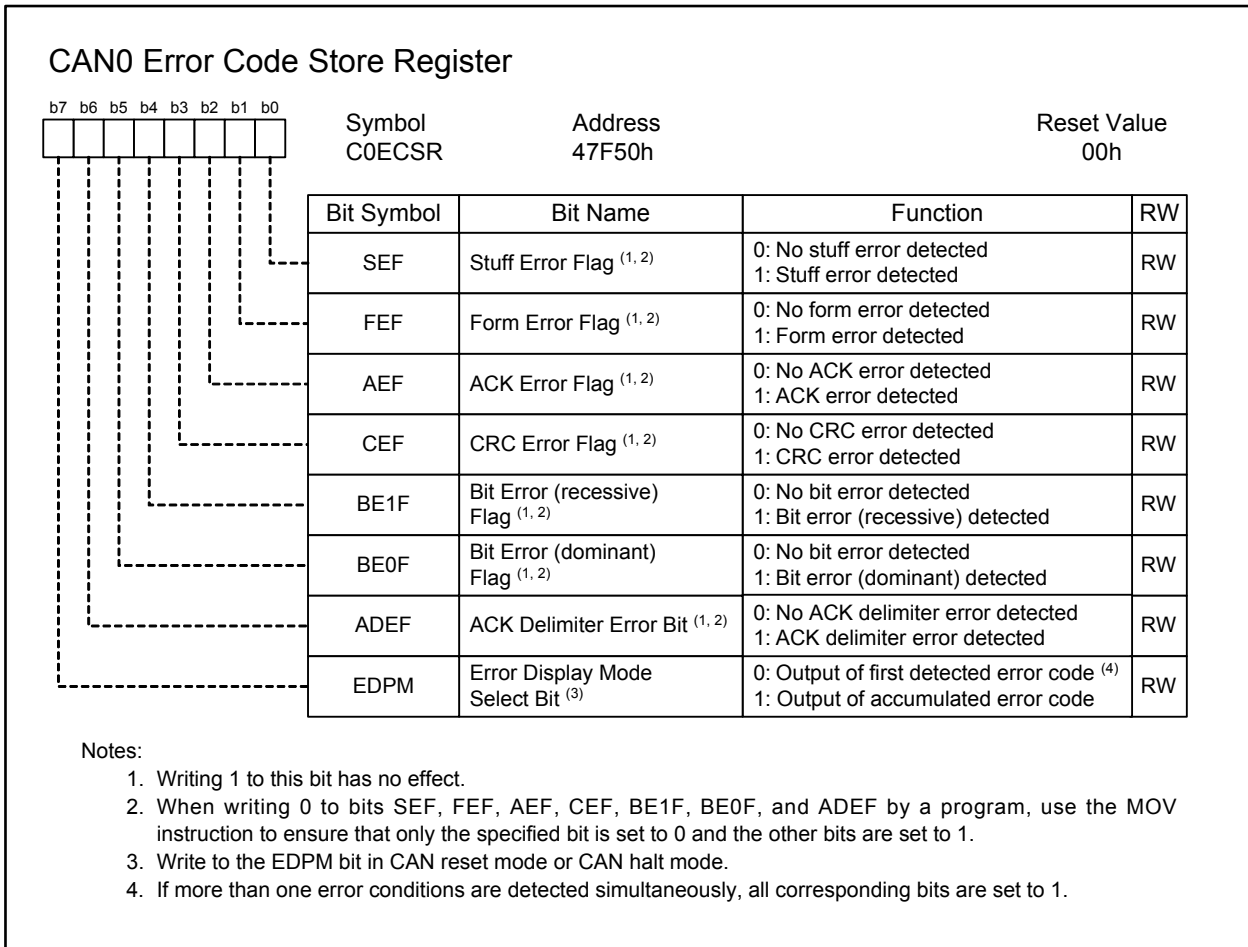 CAN0 Error Code Store Register
b7 b6 b5 b4 b3 b2 b1 b0
Symbol Address Reset Value
C0ECSR 47F50h 00h
Bit Symbol Bit Name Function RW
SEF Stuff Error Flag (1, 2) 0: No stuff error detected RW
1: Stuff error detected
FEF Form Error Flag (1, 2) 0: No form error detected RW
1: Form error detected
AEF ACK Error Flag (1, 2) 0: No ACK error detected RW
1: ACK error detected
CEF CRC Error Flag (1, 2) 0: No CRC error detected RW
1: CRC error detected
BE1F Bit Error (recessive) 0: No bit error detected RW
Flag (1, 2) 1: Bit error (recessive) detected
BE0F Bit Error (dominant) 0: No bit error detected RW
Flag (1, 2) 1: Bit error (dominant) detected
ADEF ACK Delimiter Error Bit (1, 2) 0: No ACK delimiter error detected RW
1: ACK delimiter error detected
EDPM Error Display Mode 0: Output of first detected error code (4) RW
Select Bit (3) 1: Output of accumulated error code
Notes:
1. Writing 1 to this bit has no effect.
2. When writing 0 to bits SEF, FEF, AEF, CEF, BE1F, BE0F, and ADEF by a program, use the MOV
instruction to ensure that only the specified bit is set to 0 and the other bits are set to 1.
3. Write to the EDPM bit in CAN reset mode or CAN halt mode.
4. If more than one error conditions are detected simultaneously, all corresponding bits are set to 1.